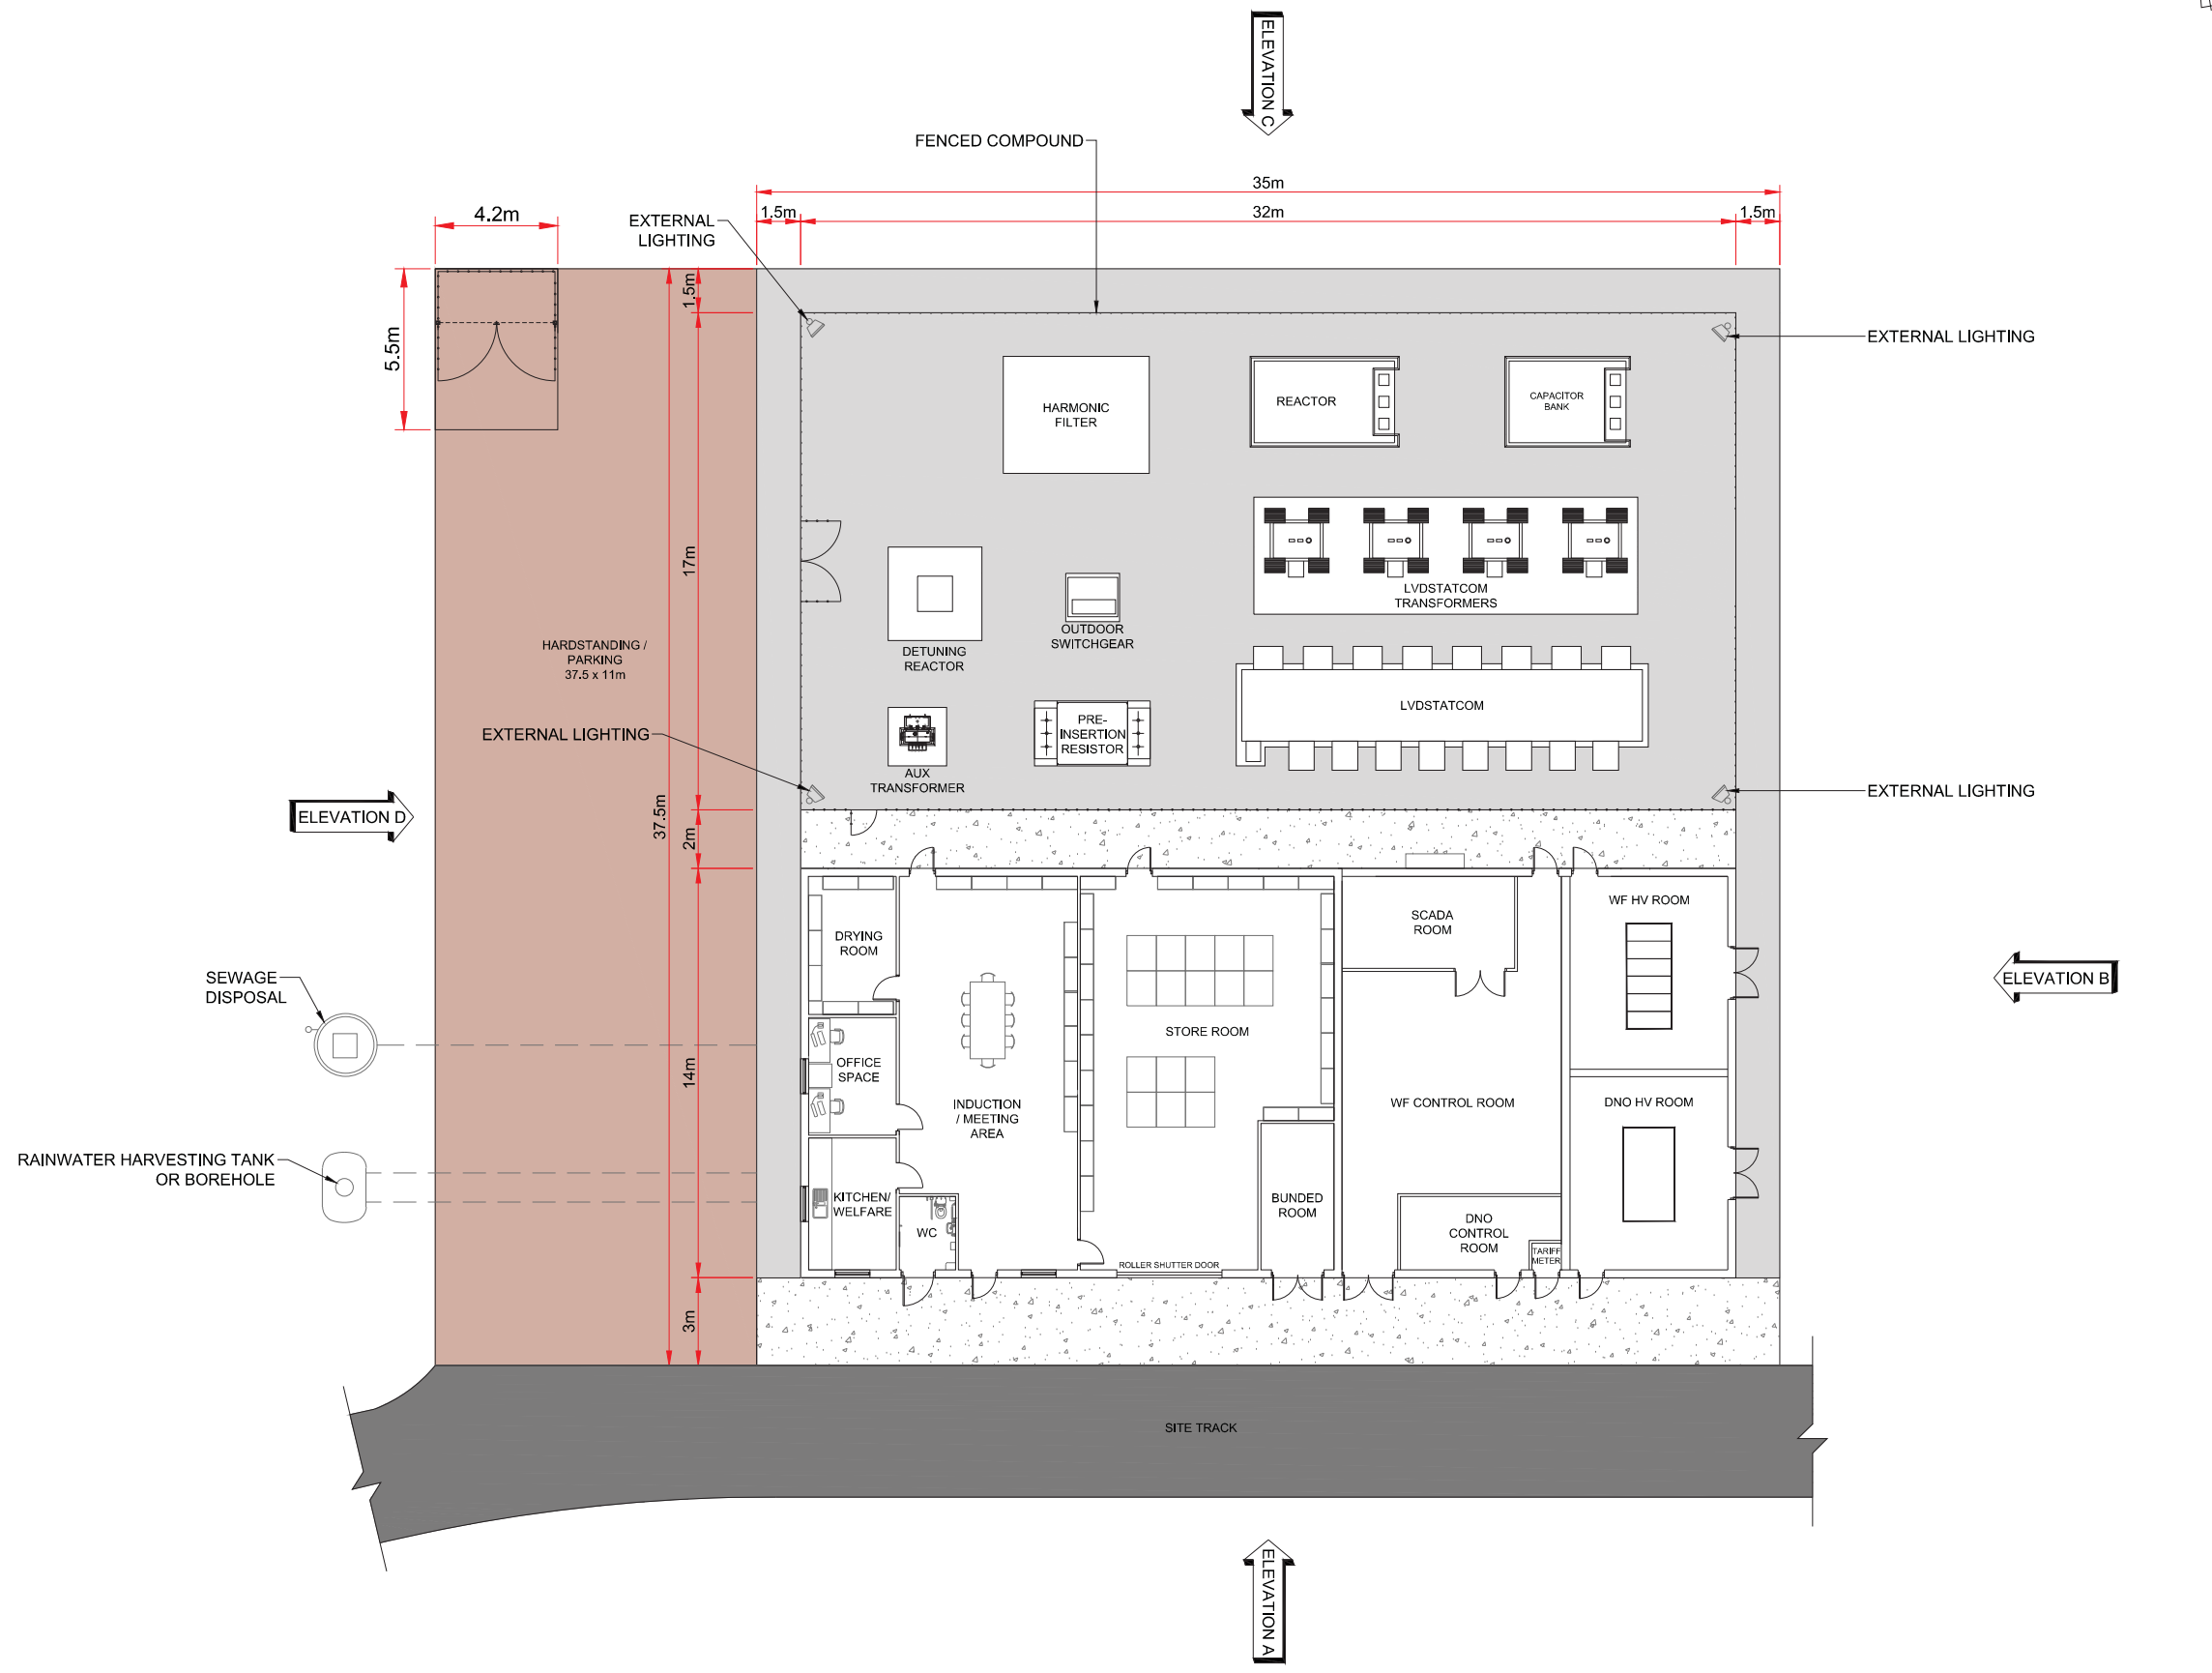 ELEVATION C
FENCED COMPOUND
35m
4.2m
EXTERNAL
LIGHTING
1.5m
32m
1.5m
1.5m
5.5m
EXTERNAL LIGHTING
HARMONIC
FILTER
REACTOR
CAPACITOR
BANK
17m
LVDSTATCOM
TRANSFORMERS
OUTDOOR
SWITCHGEAR
DETUNING
REACTOR
HARDSTANDING /
PARKING
37.5 x 11m
LVDSTATCOM
EXTERNAL LIGHTING
PRE-
INSERTION
RESISTOR
AUX
TRANSFORMER
EXTERNAL LIGHTING
ELEVATION D
37.5m
2m
WF HV ROOM
SCADA
ROOM
DRYING
ROOM
SEWAGE
DISPOSAL
ELEVATION B
STORE ROOM
OFFICE
SPACE
14m
INDUCTION
/ MEETING
AREA
WF CONTROL ROOM
DNO HV ROOM
RAINWATER HARVESTING TANK
OR BOREHOLE
KITCHEN/
WELFARE
BUNDED
ROOM
WC
DNO
CONTROL
ROOM
TARIFF
METER
ROLLER SHUTTER DOOR
3m
SITE TRACK
ELEVATION A